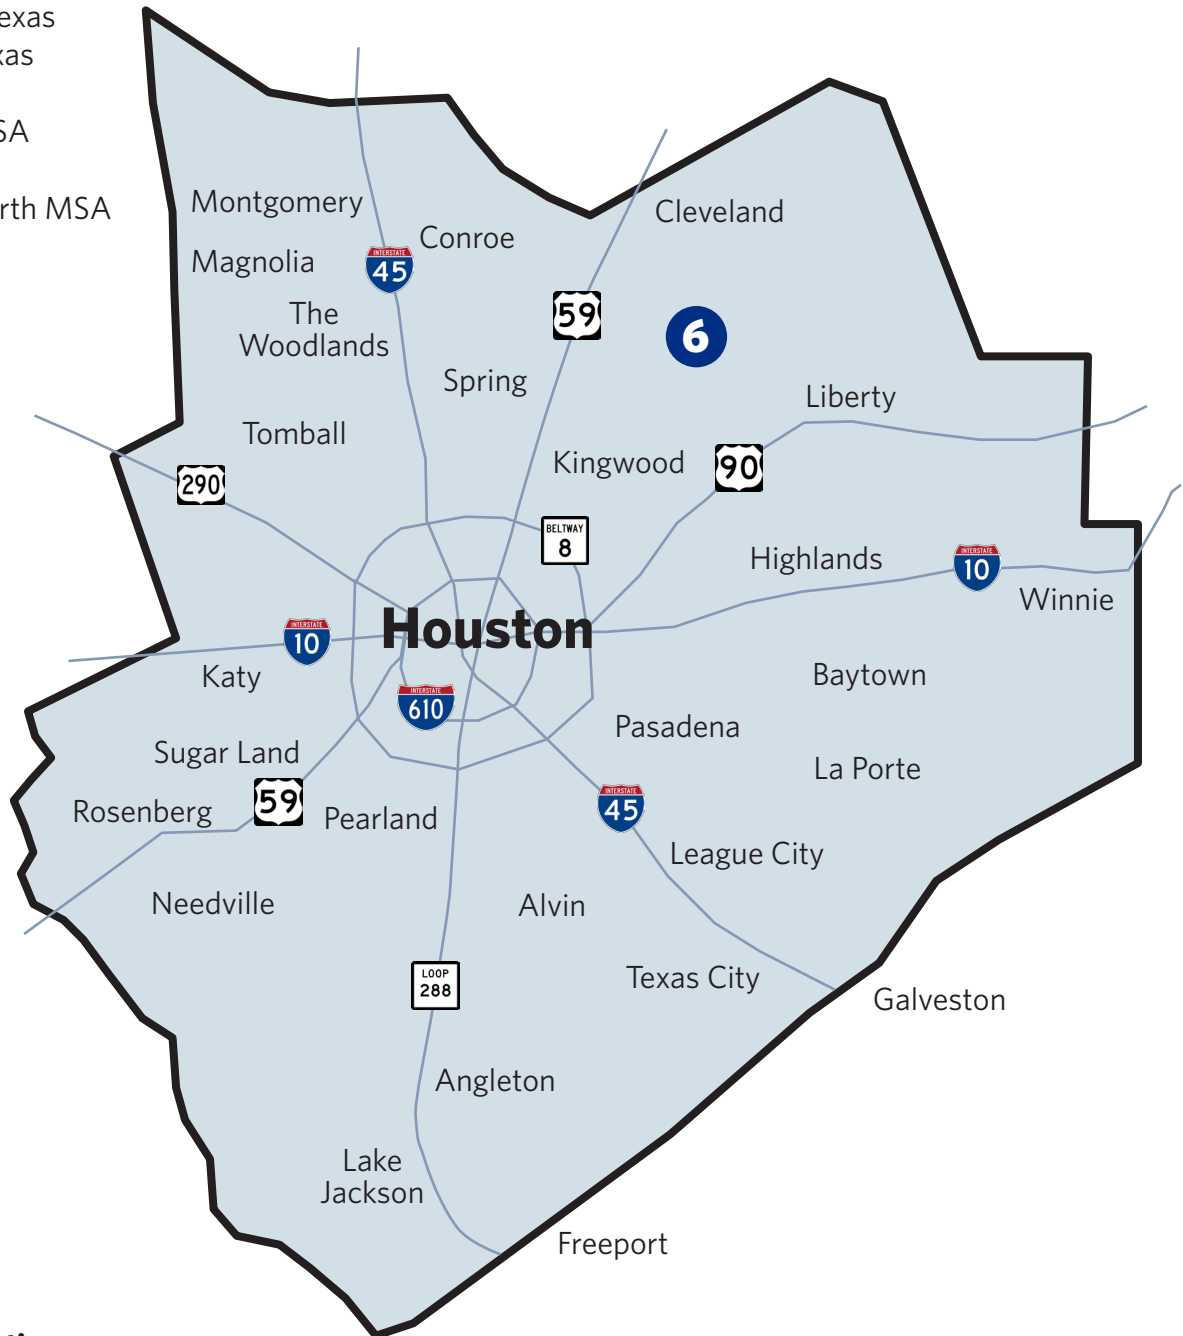 SA
rth MSA
Montgomery
Cleveland
Conroe
Magnolia
INTERSTATE
45
The
Woodlands
59
6
Spring
Liberty
Tomball
Kingwood
90
290
BELTWAY
8
Highlands
INTERSTATE
10
Winnie
Houston
INTERSTATE
10
Katy
Baytown
INTERSTATE
610
Pasadena
Sugar Land
La Porte
59
Rosenberg
Pearland
INTERSTATE
45
League City
Needville
Alvin
LOOP
288
Texas City
Galveston
Angleton
Lake
Jackson
Freeport